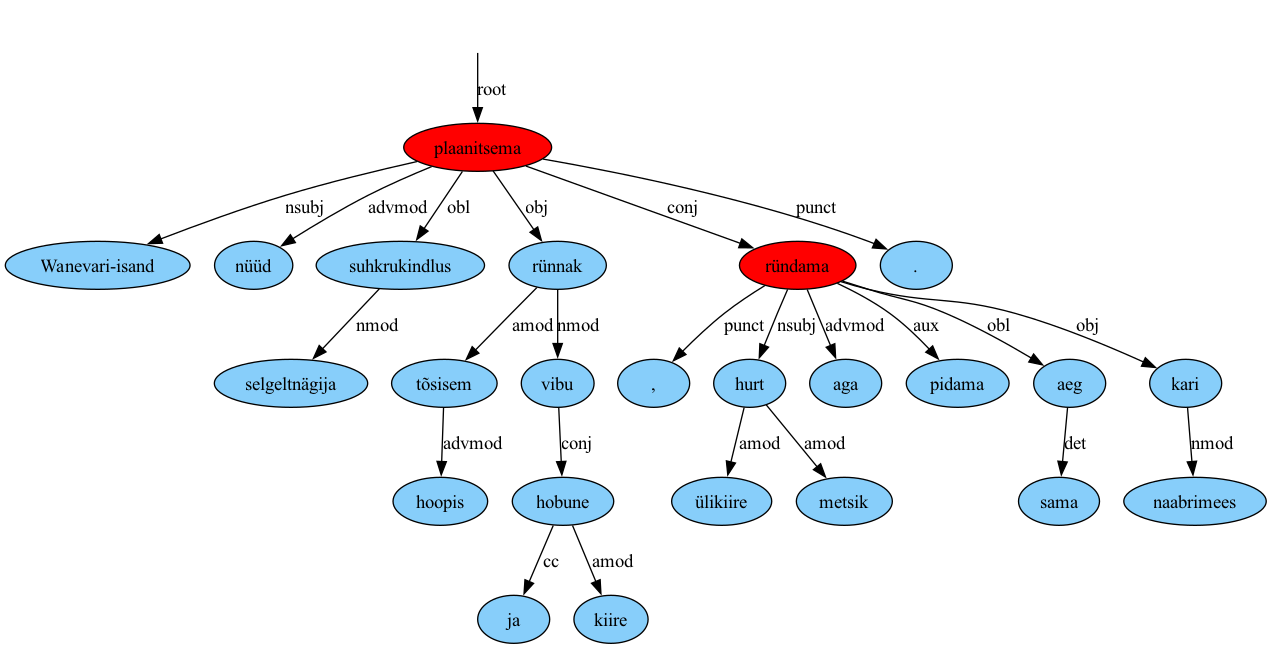 root
plaanitsema
nsubj advmod obl obj conj punct
Wanevari-isand nüüd suhkrukindlus rünnak ründama .
nmod amod nmod punct nsubj advmod aux obl obj
selgeltnägija tõsisem vibu , hurt aga pidama aeg kari
advmod conj amod amod det nmod
hoopis hobune ülikiire metsik sama naabrimees
cc amod
ja kiire